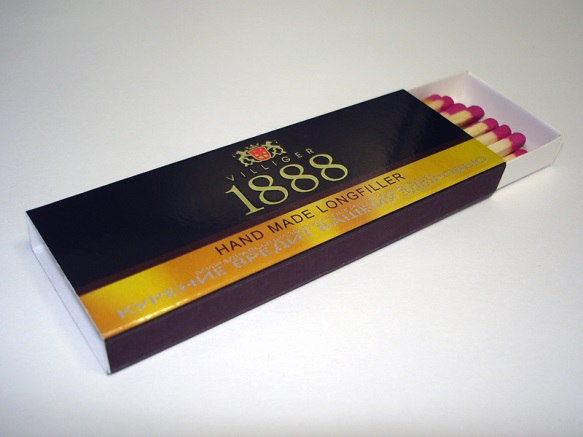 VILLIGER
1888
HAND MADE LONGFILLER
КУРЕНИЕ ВРЕДИТ ВАШЕМУ ЗДОРОВЬЮ